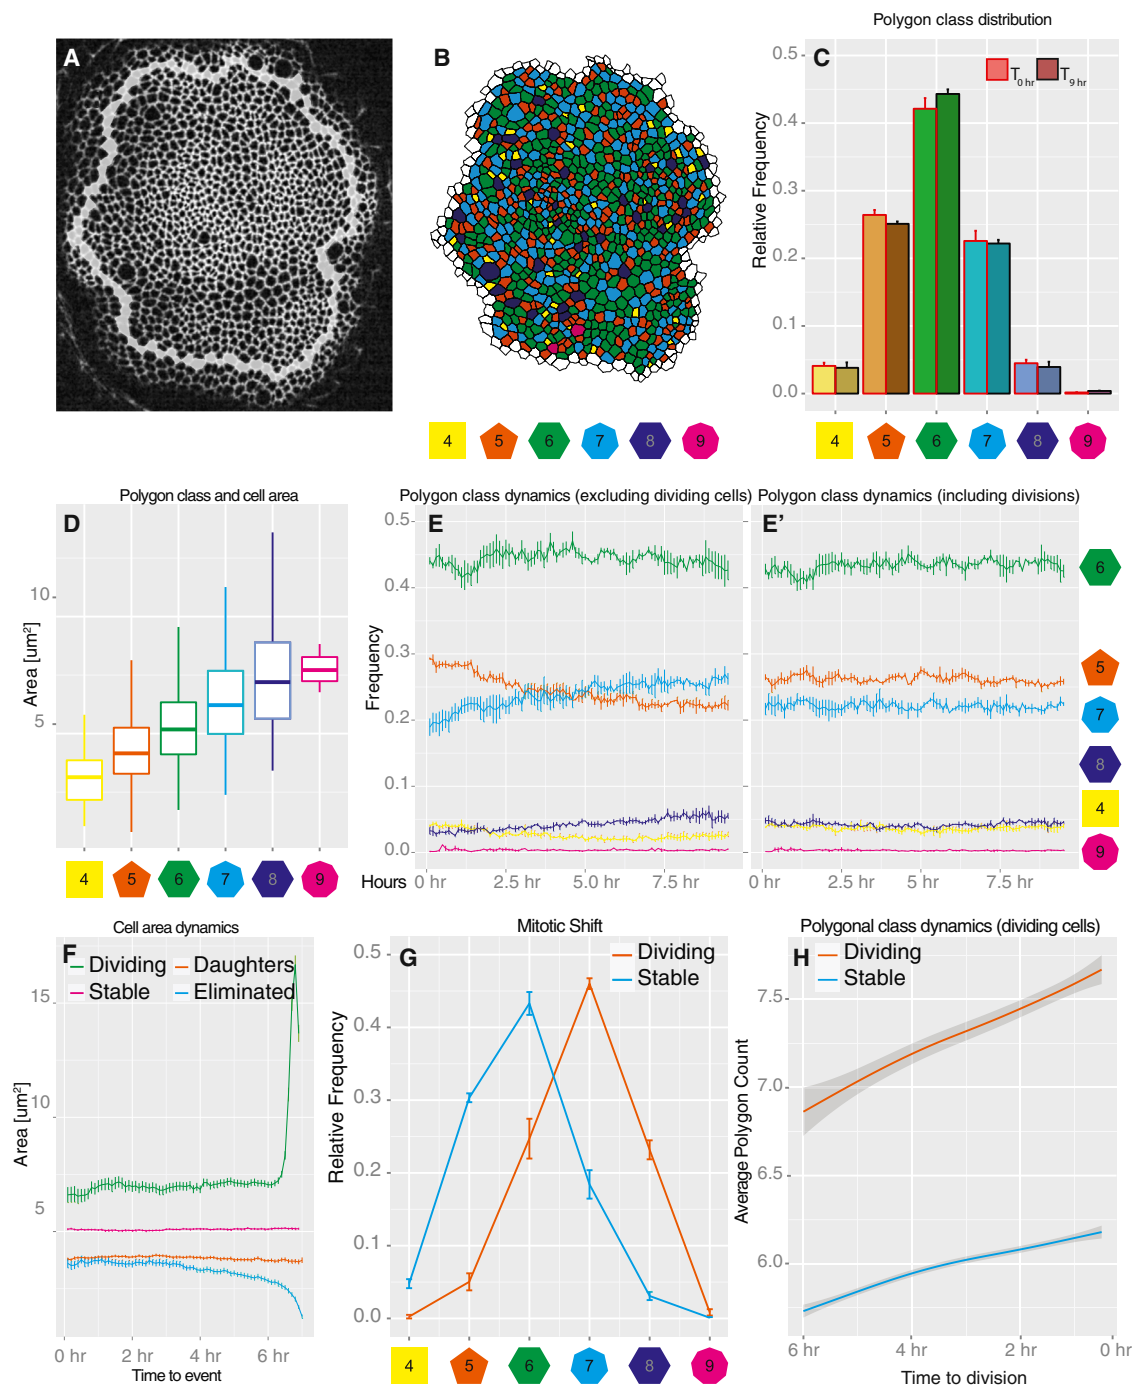 Polygon class distribution
A
B
C
0.5
0.4
0.3
0.2
0.1
0.0
Relative Frequency
T0 hr
T9 hr
4 5 6 7 8 9
4 5 6 7 8 9
Polygon class and cell area
D
10
5
Area [um²]
4 5 6 7 8 9
Polygon class dynamics (excluding dividing cells)
E
0.5
0.4
0.3
0.2
0.1
0.0
Frequency
Hours
0 hr 2.5 hr 5.0 hr 7.5 hr
Polygon class dynamics (including divisions)
E'
0 hr 2.5 hr 5 hr 7.5 hr
6
5
7
8
4
9
Cell area dynamics
F
Dividing
Daughters
Stable
Eliminated
15
10
5
Area [um²]
0 hr 2 hr 4 hr 6 hr
Time to event
Mitotic Shift
G
Dividing
Stable
0.5
0.4
0.3
0.2
0.1
0.0
Relative Frequency
4 5 6 7 8 9
Polygonal class dynamics (dividing cells)
H
Dividing
Stable
7.5
7.0
6.5
6.0
Average Polygon Count
6 hr 4 hr 2 hr 0 hr
Time to division